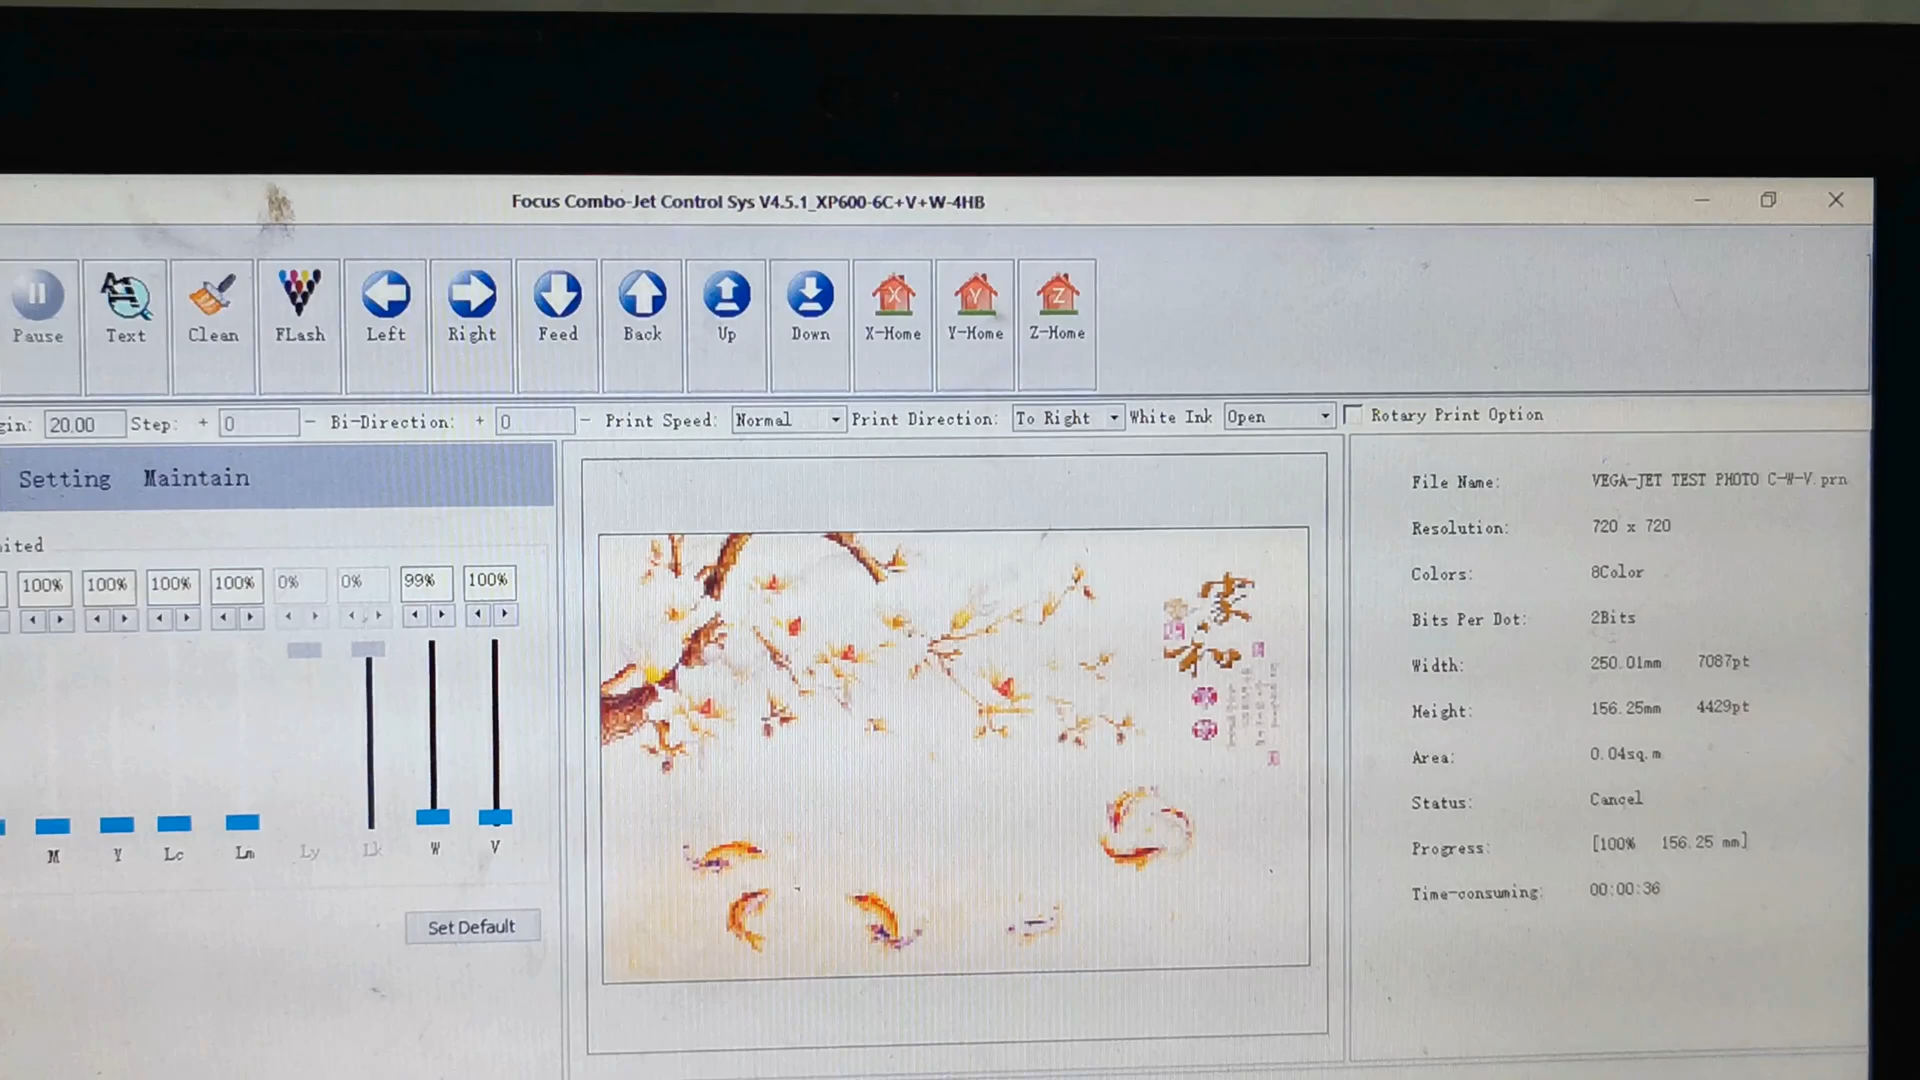 Focus Combo-Jet Control Sys V4.5.1_XP600-6C+V+W-4HB
Pause Text Clean FLash Left Right Feed Back Up Down X-Home Y-Home Z-Home
X Y Z
gin: 20.00 Step: + 0 - Bi-Direction: + 0 - Print Speed: Normal Print Direction: To Right White Ink Open Rotary Print Option
Setting Maintain
ited
100% 100% 100% 100% 0% 0% 99% 100%
M Y Lc Lm Ly Lk W V
Set Default
家
和
File Name: VEGA-JET TEST PHOTO C-W-V.prn
Resolution: 720 x 720
Colors: 8Color
Bits Per Dot: 2Bits
Width: 250.01mm 7087pt
Height: 156.25mm 4429pt
Area: 0.04sq.m
Status: Cancel
Progress: [100% 156.25 mm]
Time-consuming: 00:00:36